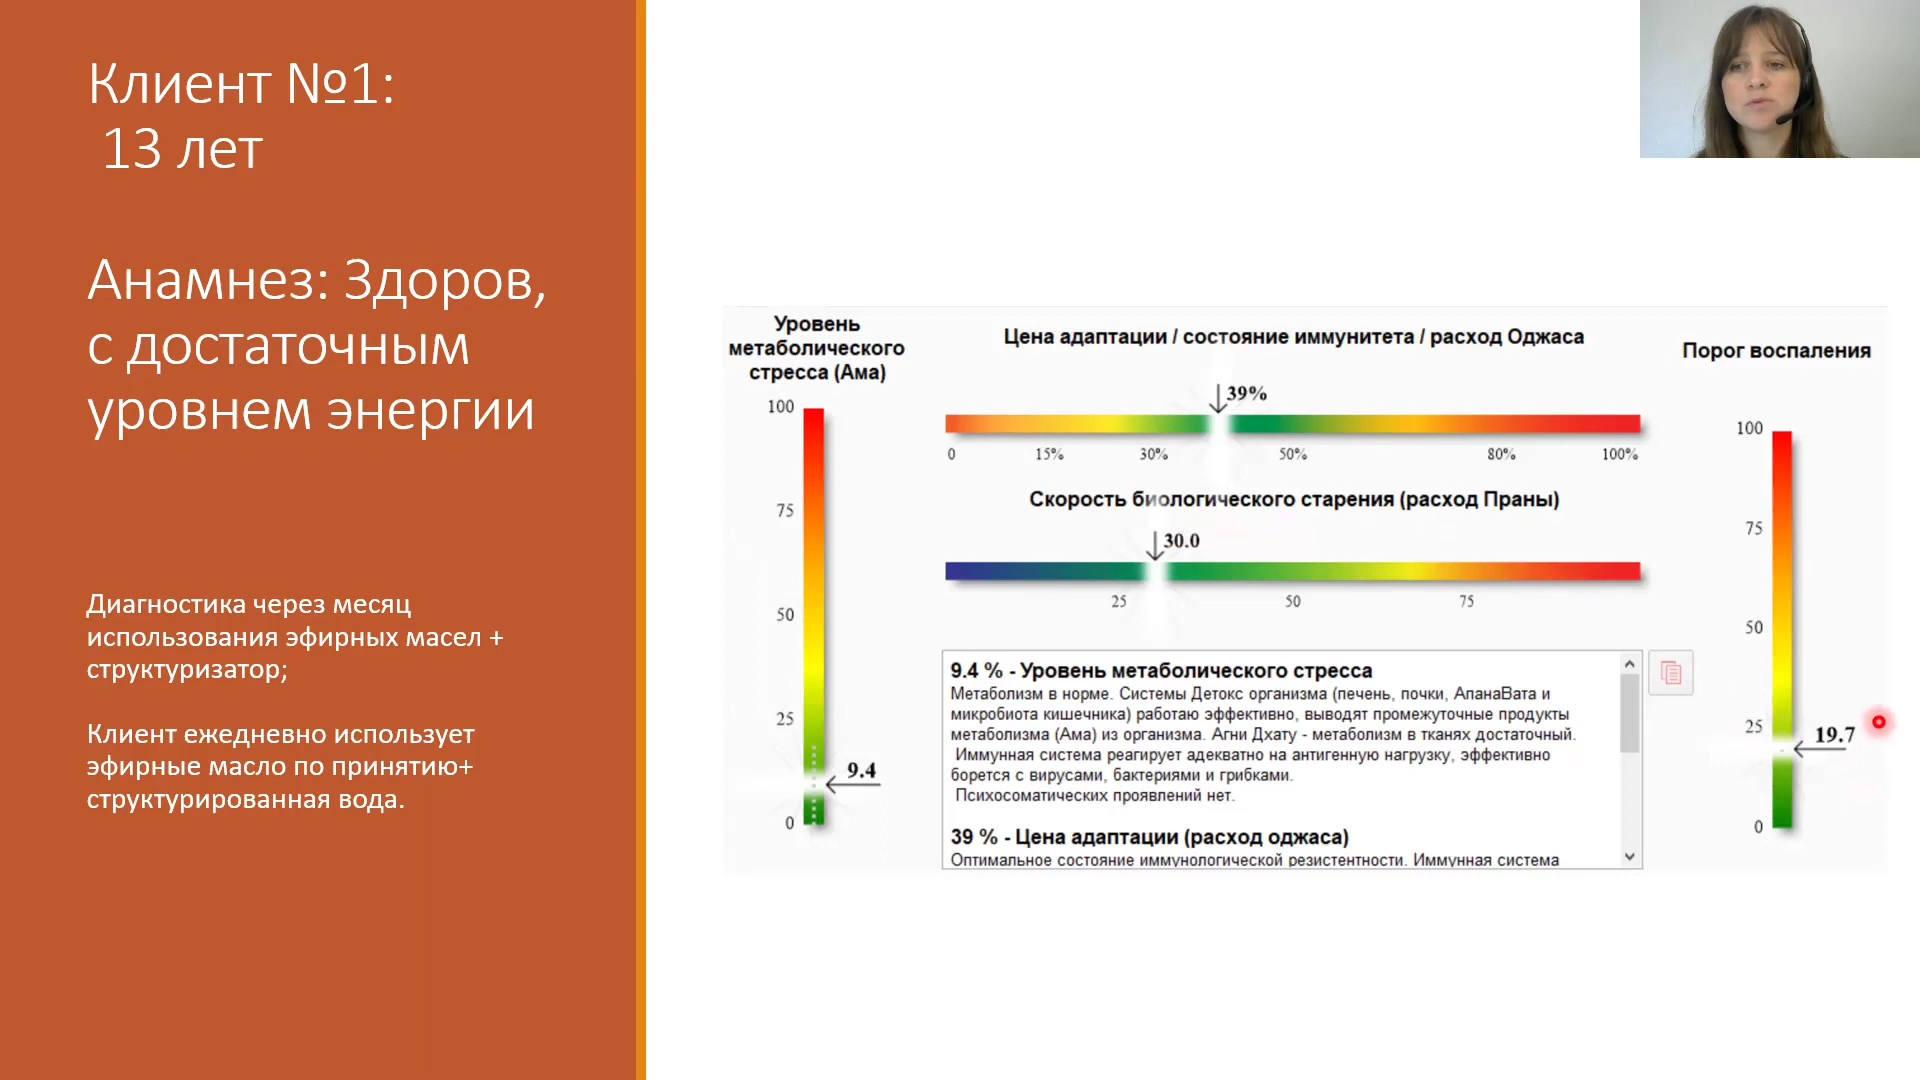 Клиент №1:
13 лет
Анамнез: Здоров,
с достаточным
уровнем энергии
Диагностика через месяц
использования эфирных масел +
структуризатор;
Клиент ежедневно использует
эфирные масло по принятию+
структурированная вода.
Уровень
метаболического
стресса (Ама)
100
75
50
25
0
9.4
Цена адаптации / состояние иммунитета / расход Оджаса
39%
0 15% 30% 50% 80% 100%
Скорость биологического старения (расход Праны)
30.0
25 50 75
9.4 % - Уровень метаболического стресса
Метаболизм в норме. Системы Детокс организма (печень, почки, АпанаВата и
микробиота кишечника) работаю эффективно, выводят промежуточные продукты
метаболизма (Ама) из организма. Агни Дхату - метаболизм в тканях достаточный.
Иммунная система реагирует адекватно на антигенную нагрузку, эффективно
борется с вирусами, бактериями и грибками.
Психосоматических проявлений нет.
39 % - Цена адаптации (расход оджаса)
Оптимальное состояние иммунологической резистентности. Иммунная система
Порог воспаления
100
75
50
25
0
19.7